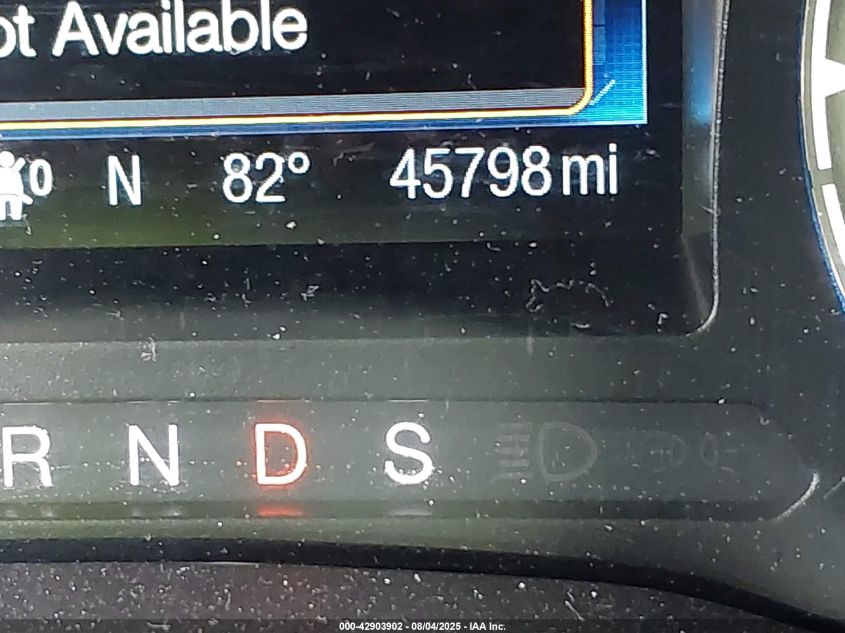 ot Available
0 N 82° 45798 mi
R N D S
000-42903902 - 08/04/2025 - IAA Inc.